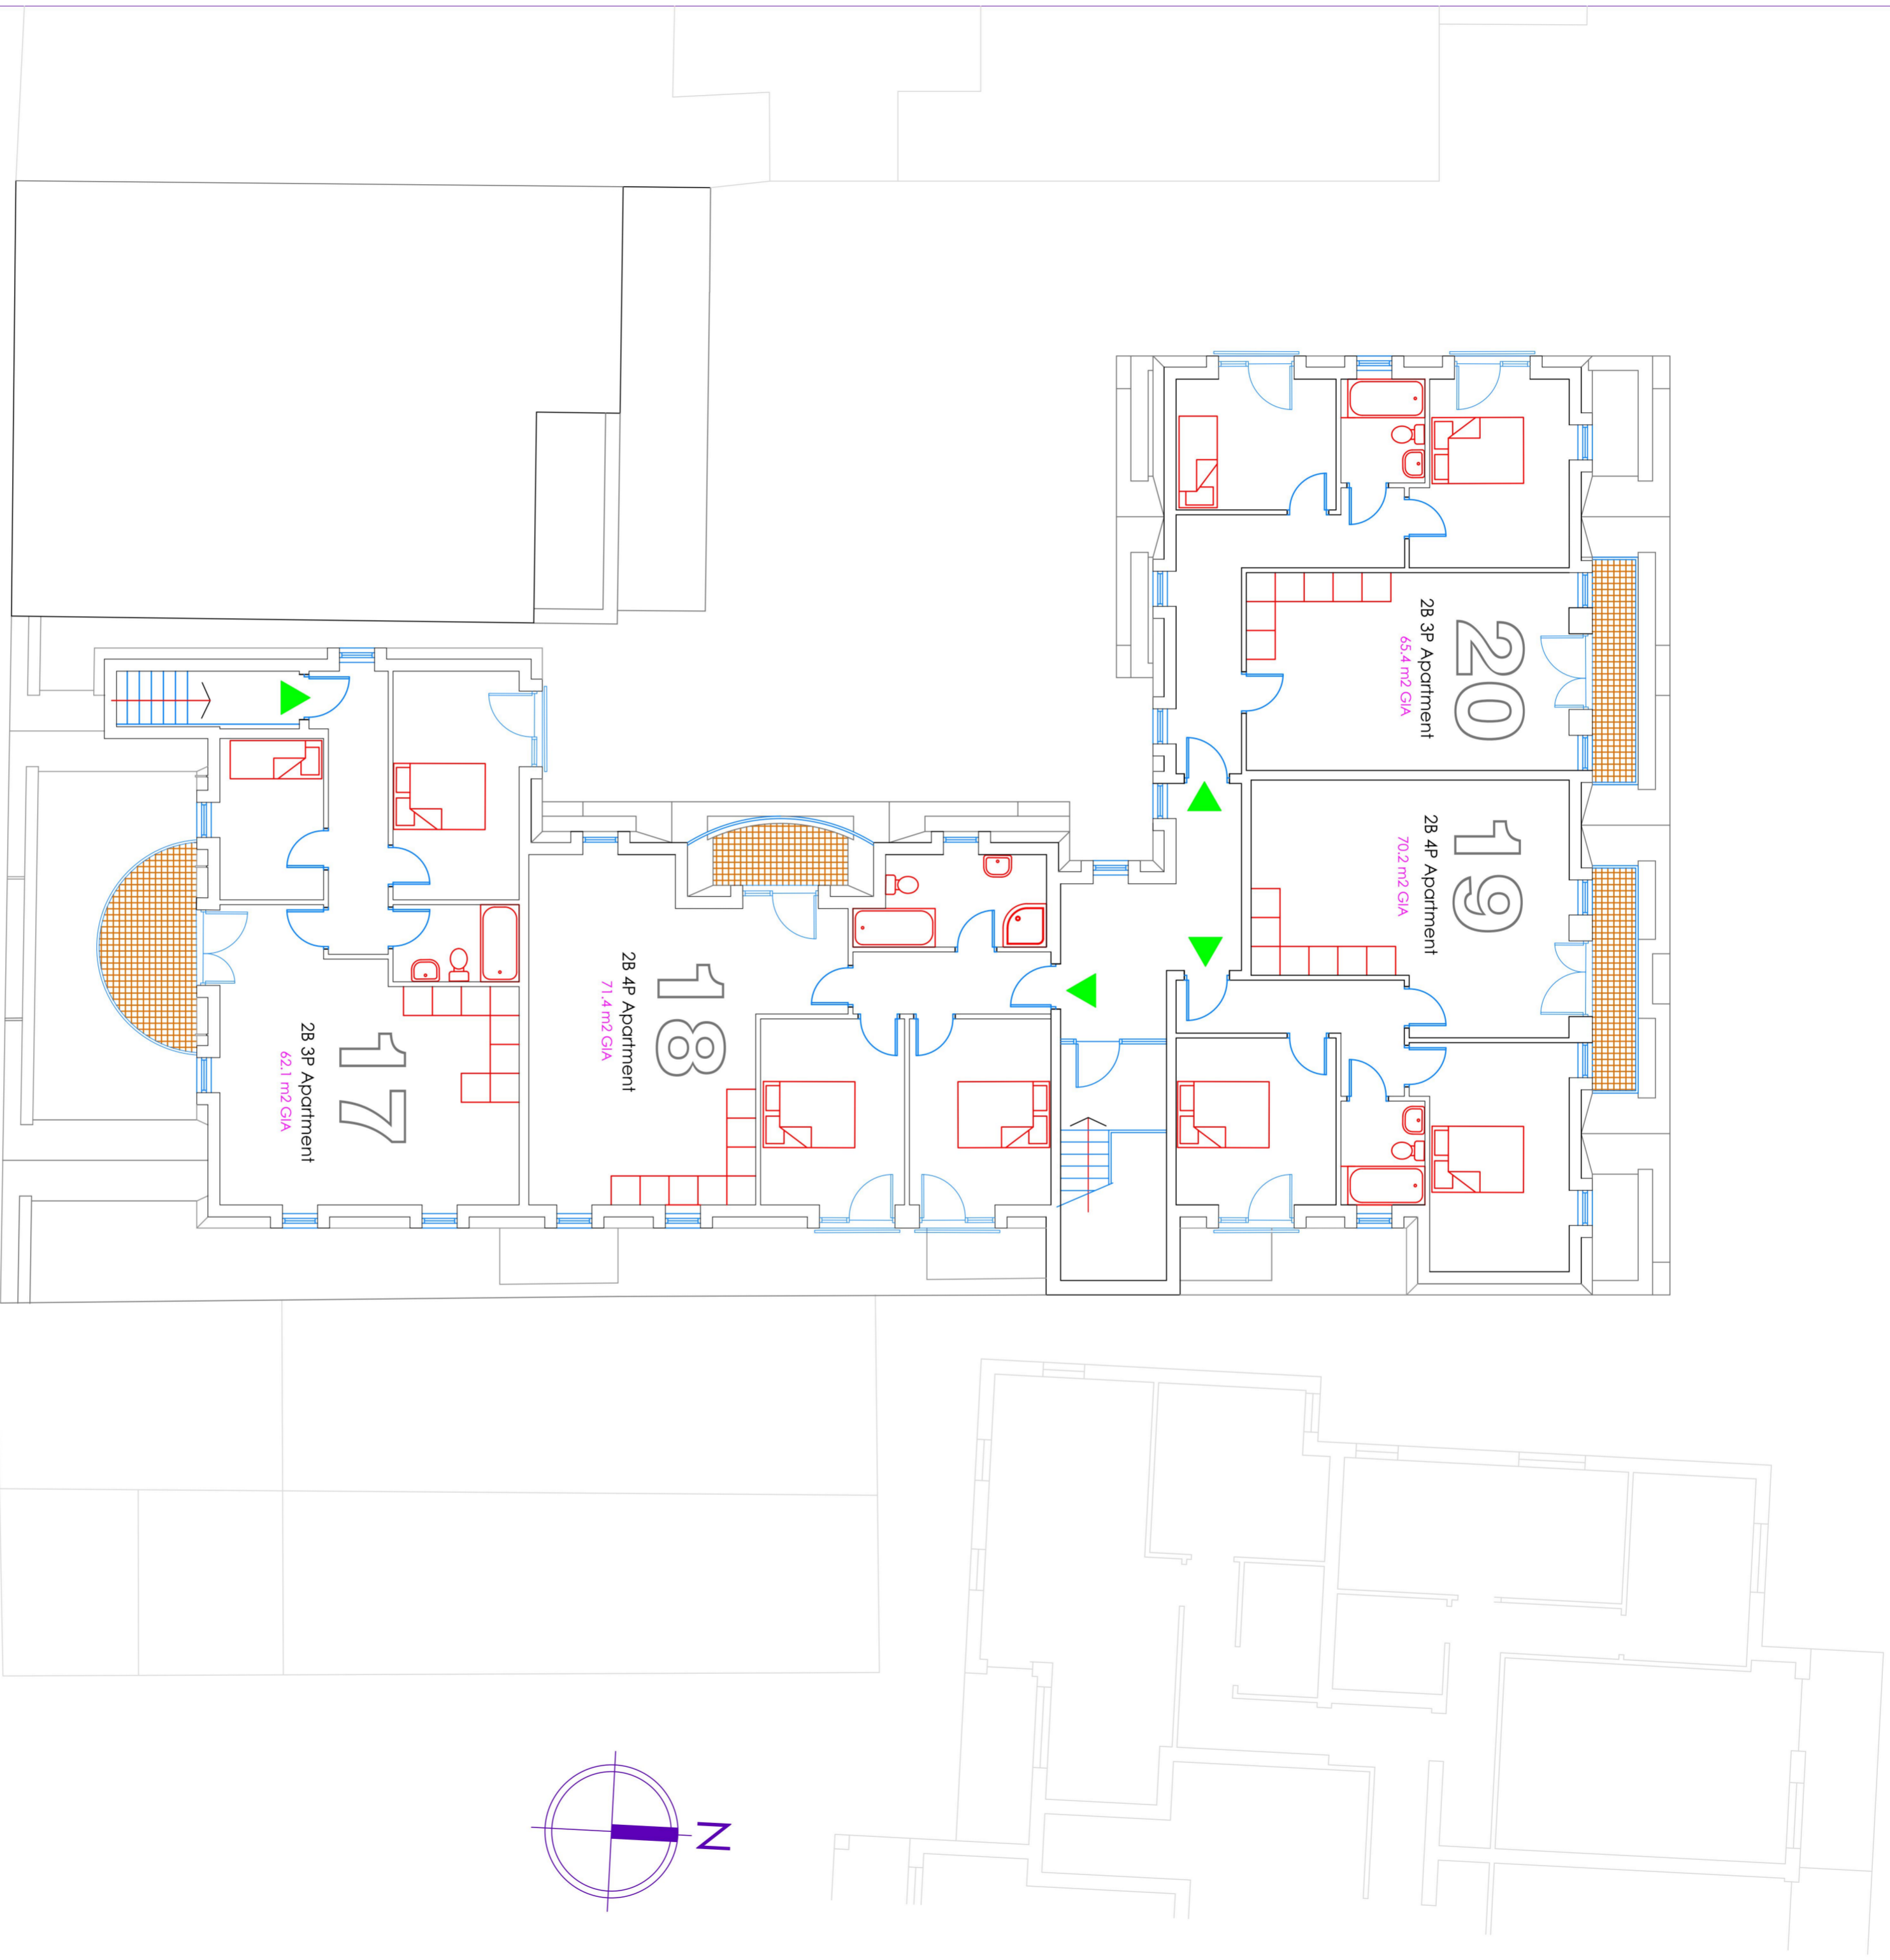 20
2B 3P Apartment
65.4 m2 GIA
19
2B 4P Apartment
70.2 m2 GIA
18
2B 4P Apartment
71.4 m2 GIA
17
2B 3P Apartment
62.1 m2 GIA
N